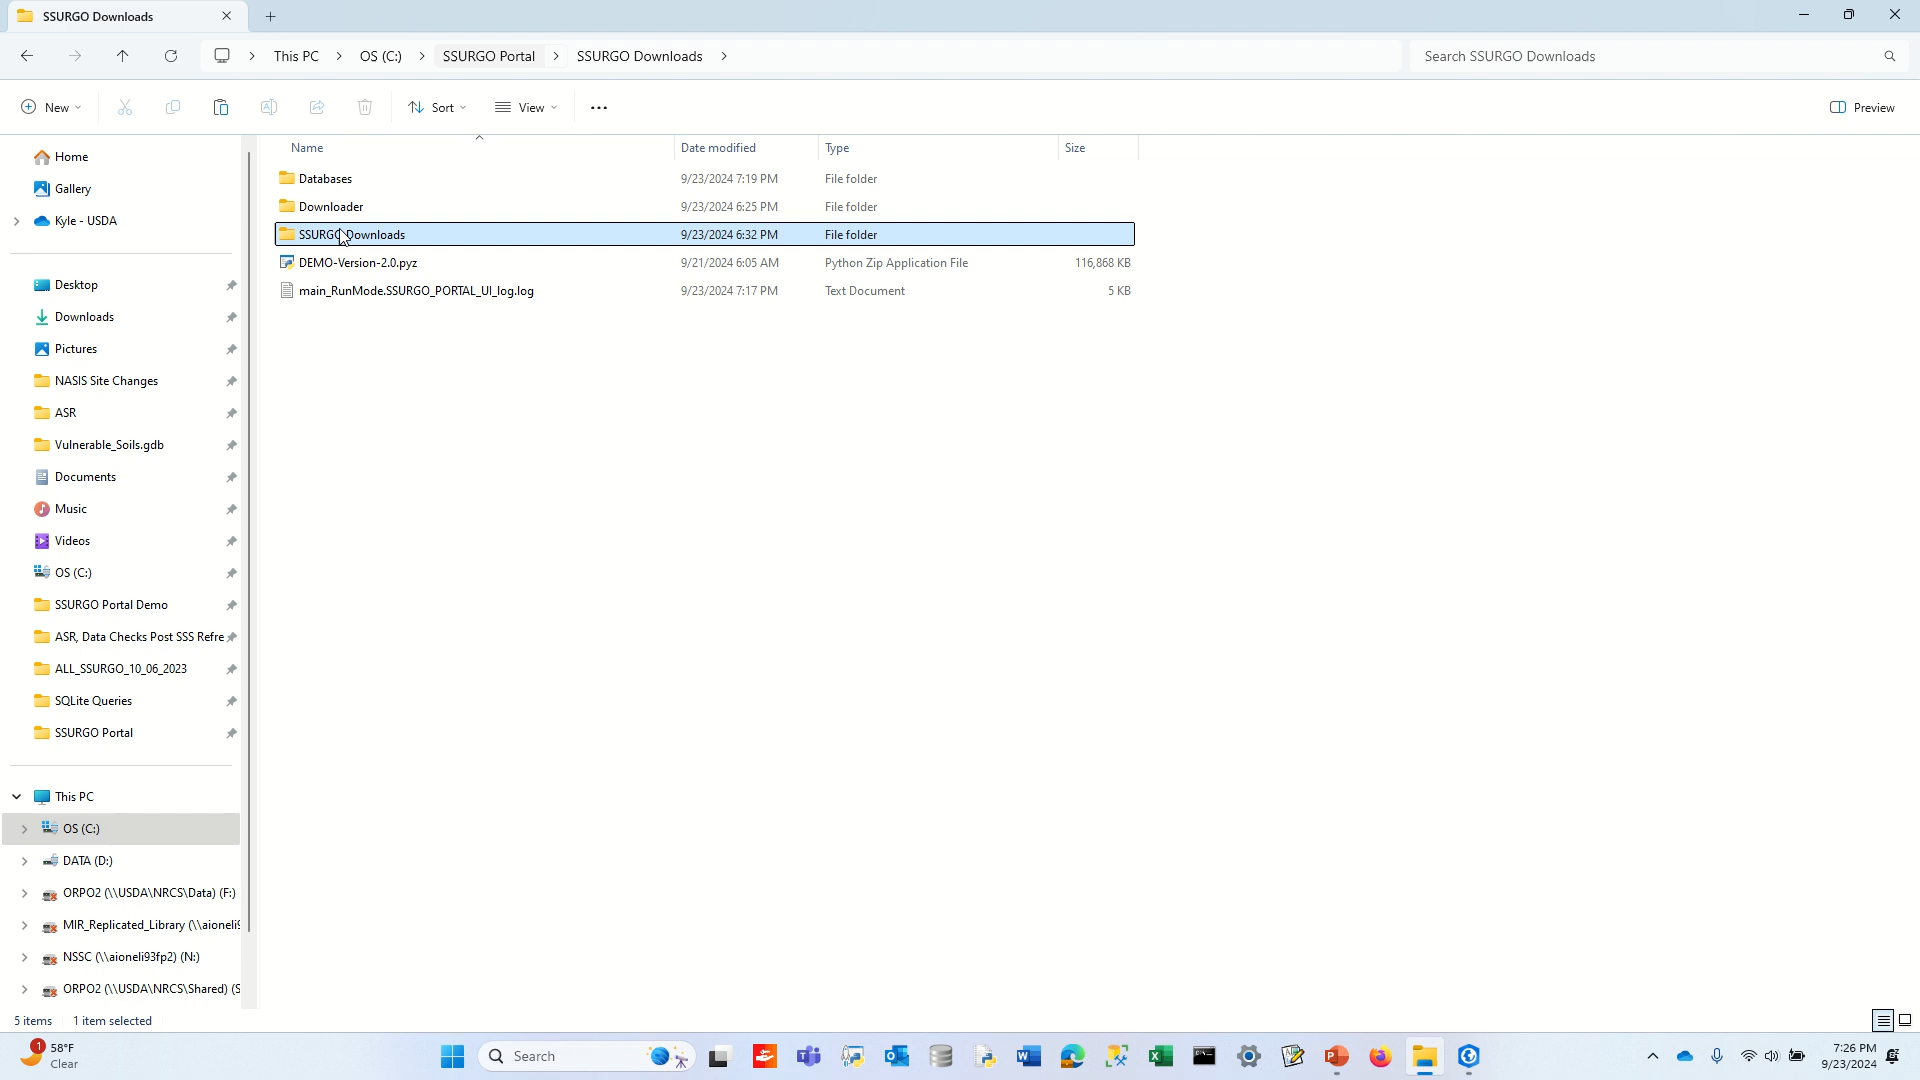 SSURGO Downloads
This PC
OS (C:)
SSURGO Portal
SSURGO Downloads
Search SSURGO Downloads
New
Sort
View
Preview
Home
Gallery
Kyle - USDA
Desktop
Downloads
Pictures
NASIS Site Changes
ASR
Vulnerable_Soils.gdb
Documents
Music
Videos
OS (C:)
SSURGO Portal Demo
ASR, Data Checks Post SSS Refre
ALL_SSURGO_10_06_2023
SQLite Queries
SSURGO Portal
This PC
OS (C:)
DATA (D:)
ORPO2 (\\USDA\NRCS\Data) (F:)
MIR_Replicated_Library (\\aioneli9
NSSC (\\aioneli93fp2) (N:)
ORPO2 (\\USDA\NRCS\Shared) (S
Name Date modified Type Size
Databases 9/23/2024 7:19 PM File folder
Downloader 9/23/2024 6:25 PM File folder
SSURGO Downloads 9/23/2024 6:32 PM File folder
DEMO-Version-2.0.pyz 9/21/2024 6:05 AM Python Zip Application File 116,868 KB
main_RunMode.SSURGO_PORTAL_UI_log.log 9/23/2024 7:17 PM Text Document 5 KB
5 items 1 item selected
1
58°F
Clear
Search
7:26 PM
9/23/2024